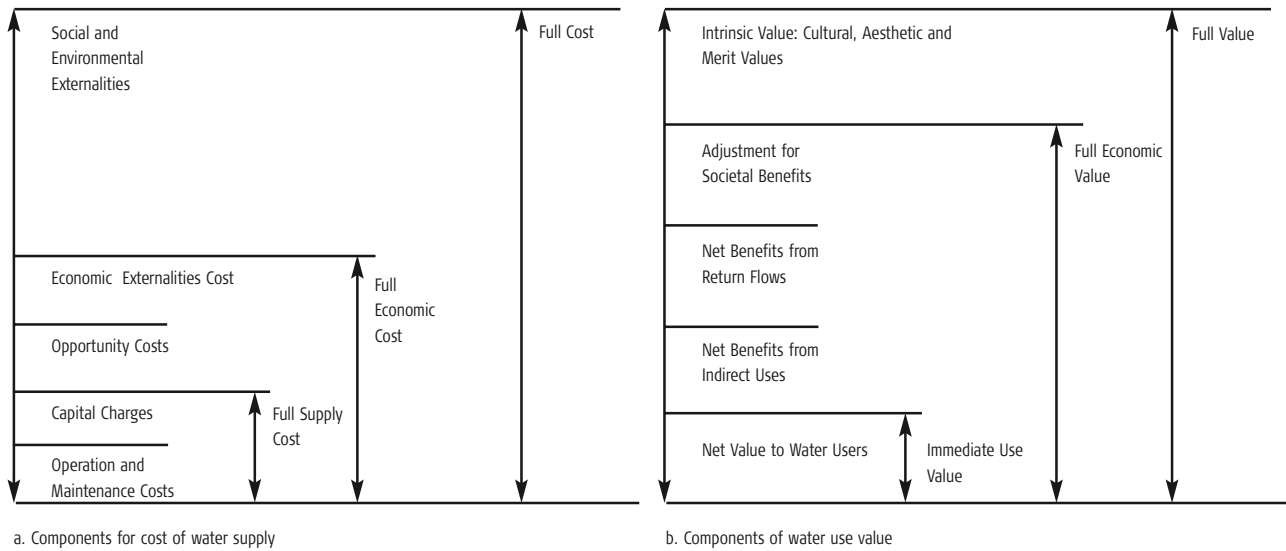 Social and
Environmental
Externalities
Full Cost
Economic Externalities Cost
Full
Economic
Cost
Opportunity Costs
Capital Charges
Full Supply
Cost
Operation and
Maintenance Costs
a. Components for cost of water supply
Intrinsic Value: Cultural, Aesthetic and
Merit Values
Full Value
Adjustment for
Societal Benefits
Full Economic
Value
Net Benefits from
Return Flows
Net Benefits from
Indirect Uses
Net Value to Water Users
Immediate Use
Value
b. Components of water use value